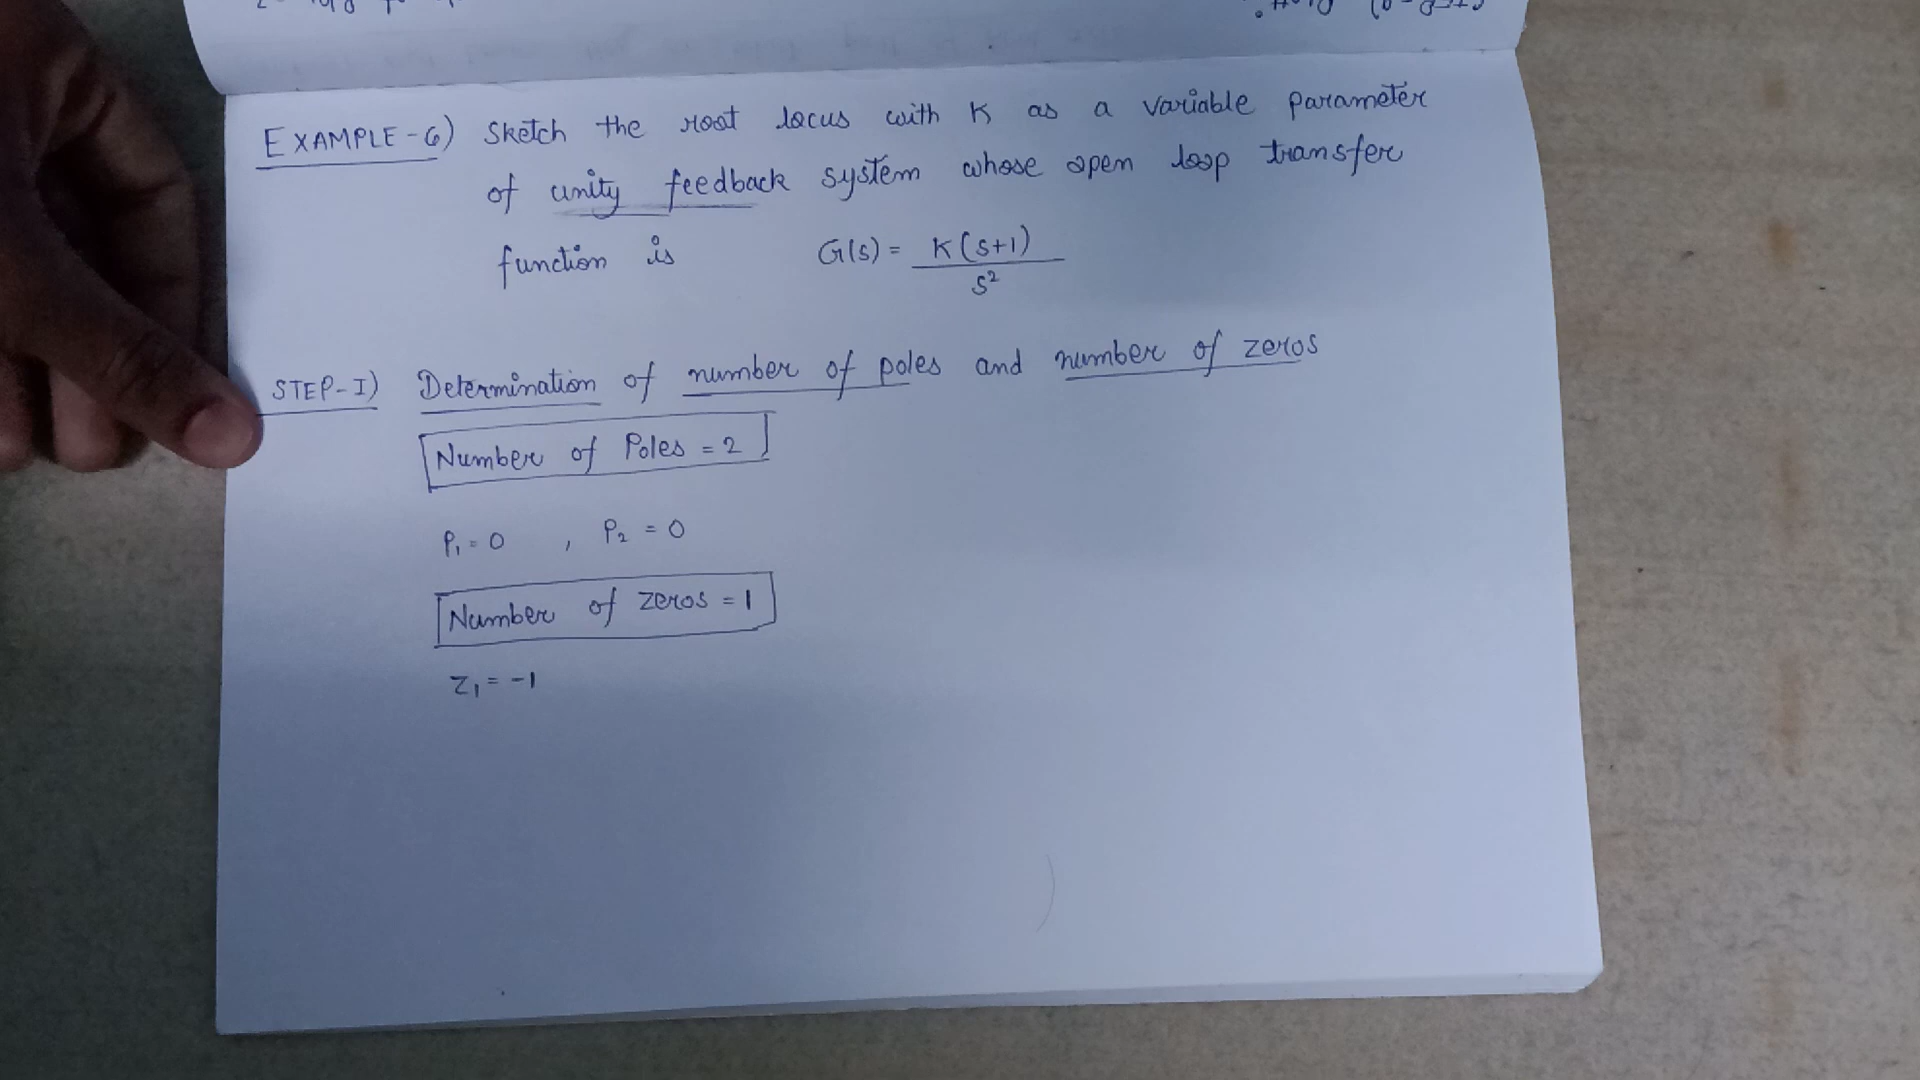 EXAMPLE-6) Sketch the root locus with K as a variable parameter
of unity feedback system whose open loop transfer
function is G(s) = K(s+1)
s²
STEP-I) Determination of number of poles and number of zeros
Number of Poles = 2
P₁ = 0 , P₂ = 0
Number of zeros = 1
Z₁ = -1